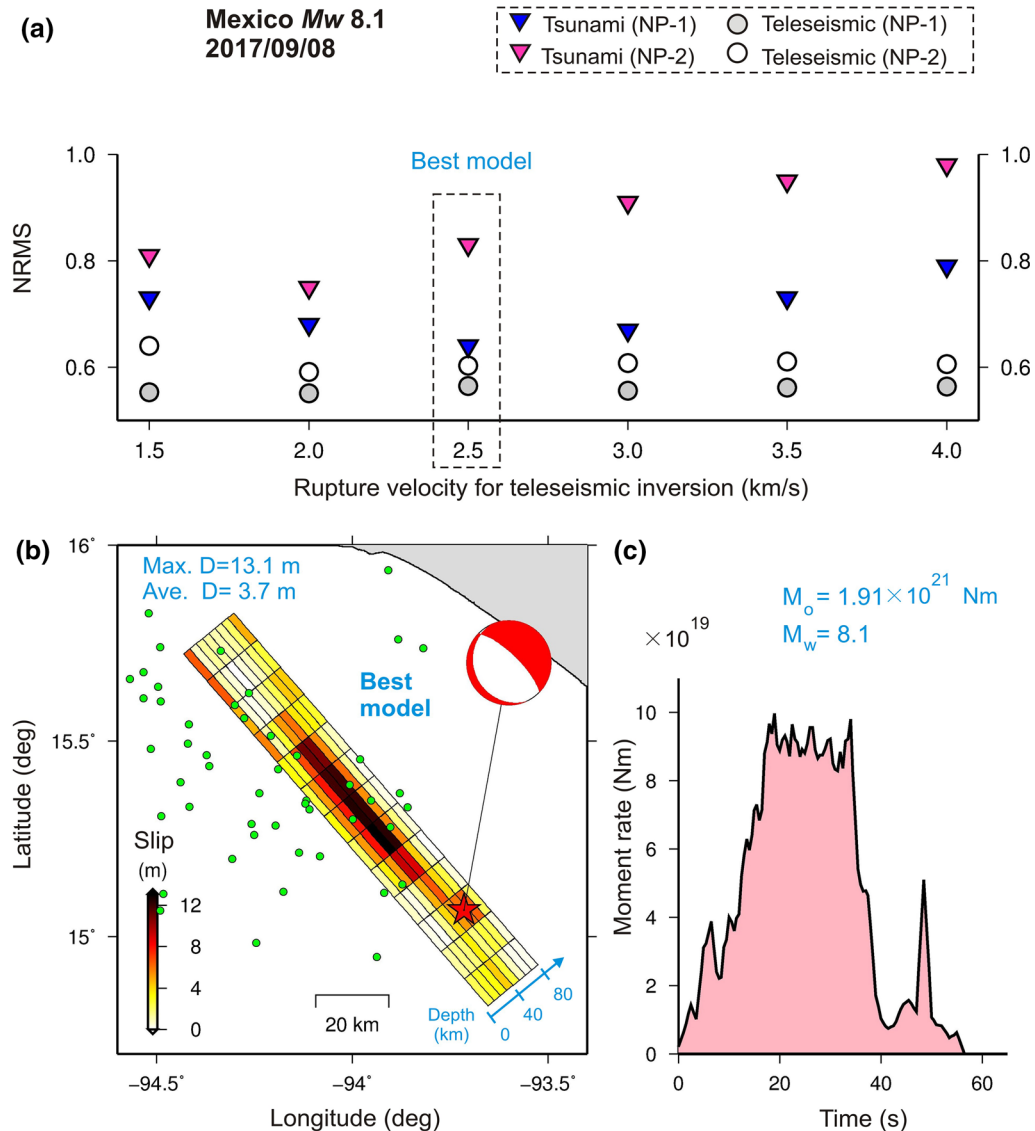 (a)
Mexico Mw 8.1
2017/09/08
Tsunami (NP-1)
Teleseismic (NP-1)
Tsunami (NP-2)
Teleseismic (NP-2)
Best model
1.0
0.8
0.6
NRMS
1.0
0.8
0.6
1.5 2.0 2.5 3.0 3.5 4.0
Rupture velocity for teleseismic inversion (km/s)
(b)
16°
15.5°
15°
Latitude (deg)
Max. D=13.1 m
Ave. D= 3.7 m
Best
model
Slip
(m)
12
8
4
0
20 km
Depth
(km)
0
40
80
−94.5° −94° −93.5°
Longitude (deg)
(c)
Mo = 1.91×10²¹ Nm
Mw= 8.1
×10¹⁹
10
8
6
4
2
0
Moment rate (Nm)
0 20 40 60
Time (s)